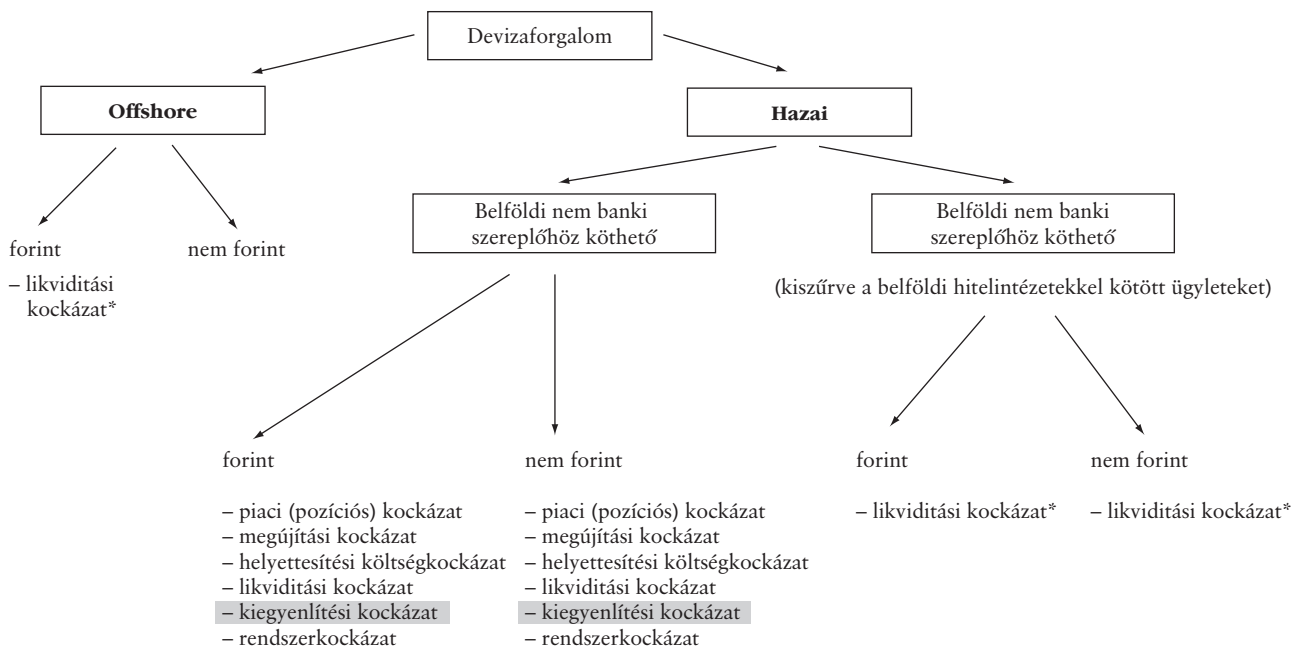 Devizaforgalom
Offshore
Hazai
Belföldi nem banki
szereplőhöz köthető
Belföldi nem banki
szereplőhöz köthető
forint
nem forint
– likviditási
kockázat*
(kiszűrve a belföldi hitelintézetekkel kötött ügyleteket)
forint
– piaci (pozíciós) kockázat
– megújítási kockázat
– helyettesítési költségkockázat
– likviditási kockázat
– kiegyenlítési kockázat
– rendszerkockázat
nem forint
– piaci (pozíciós) kockázat
– megújítási kockázat
– helyettesítési költségkockázat
– likviditási kockázat
– kiegyenlítési kockázat
– rendszerkockázat
forint
– likviditási kockázat*
nem forint
– likviditási kockázat*